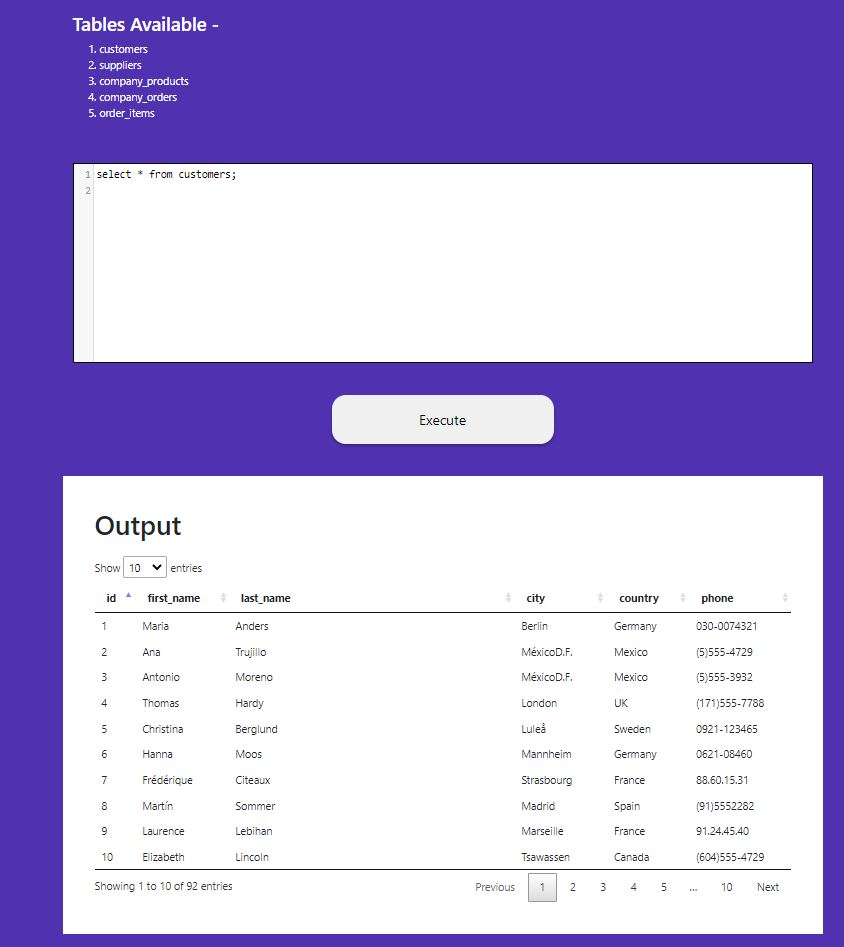 Tables Available -
1. customers
2. suppliers
3. company_products
4. company_orders
5. order_items
1 select * from customers;
2
Execute
Output
Show 10 entries
id first_name last_name city country phone
1 Maria Anders Berlin Germany 030-0074321
2 Ana Trujillo MéxicoD.F. Mexico (5)555-4729
3 Antonio Moreno MéxicoD.F. Mexico (5)555-3932
4 Thomas Hardy London UK (171)555-7788
5 Christina Berglund Luleå Sweden 0921-123465
6 Hanna Moos Mannheim Germany 0621-08460
7 Frédérique Citeaux Strasbourg France 88.60.15.31
8 Martín Sommer Madrid Spain (91)5552282
9 Laurence Lebihan Marseille France 91.24.45.40
10 Elizabeth Lincoln Tsawassen Canada (604)555-4729
Showing 1 to 10 of 92 entries Previous 1 2 3 4 5 ... 10 Next